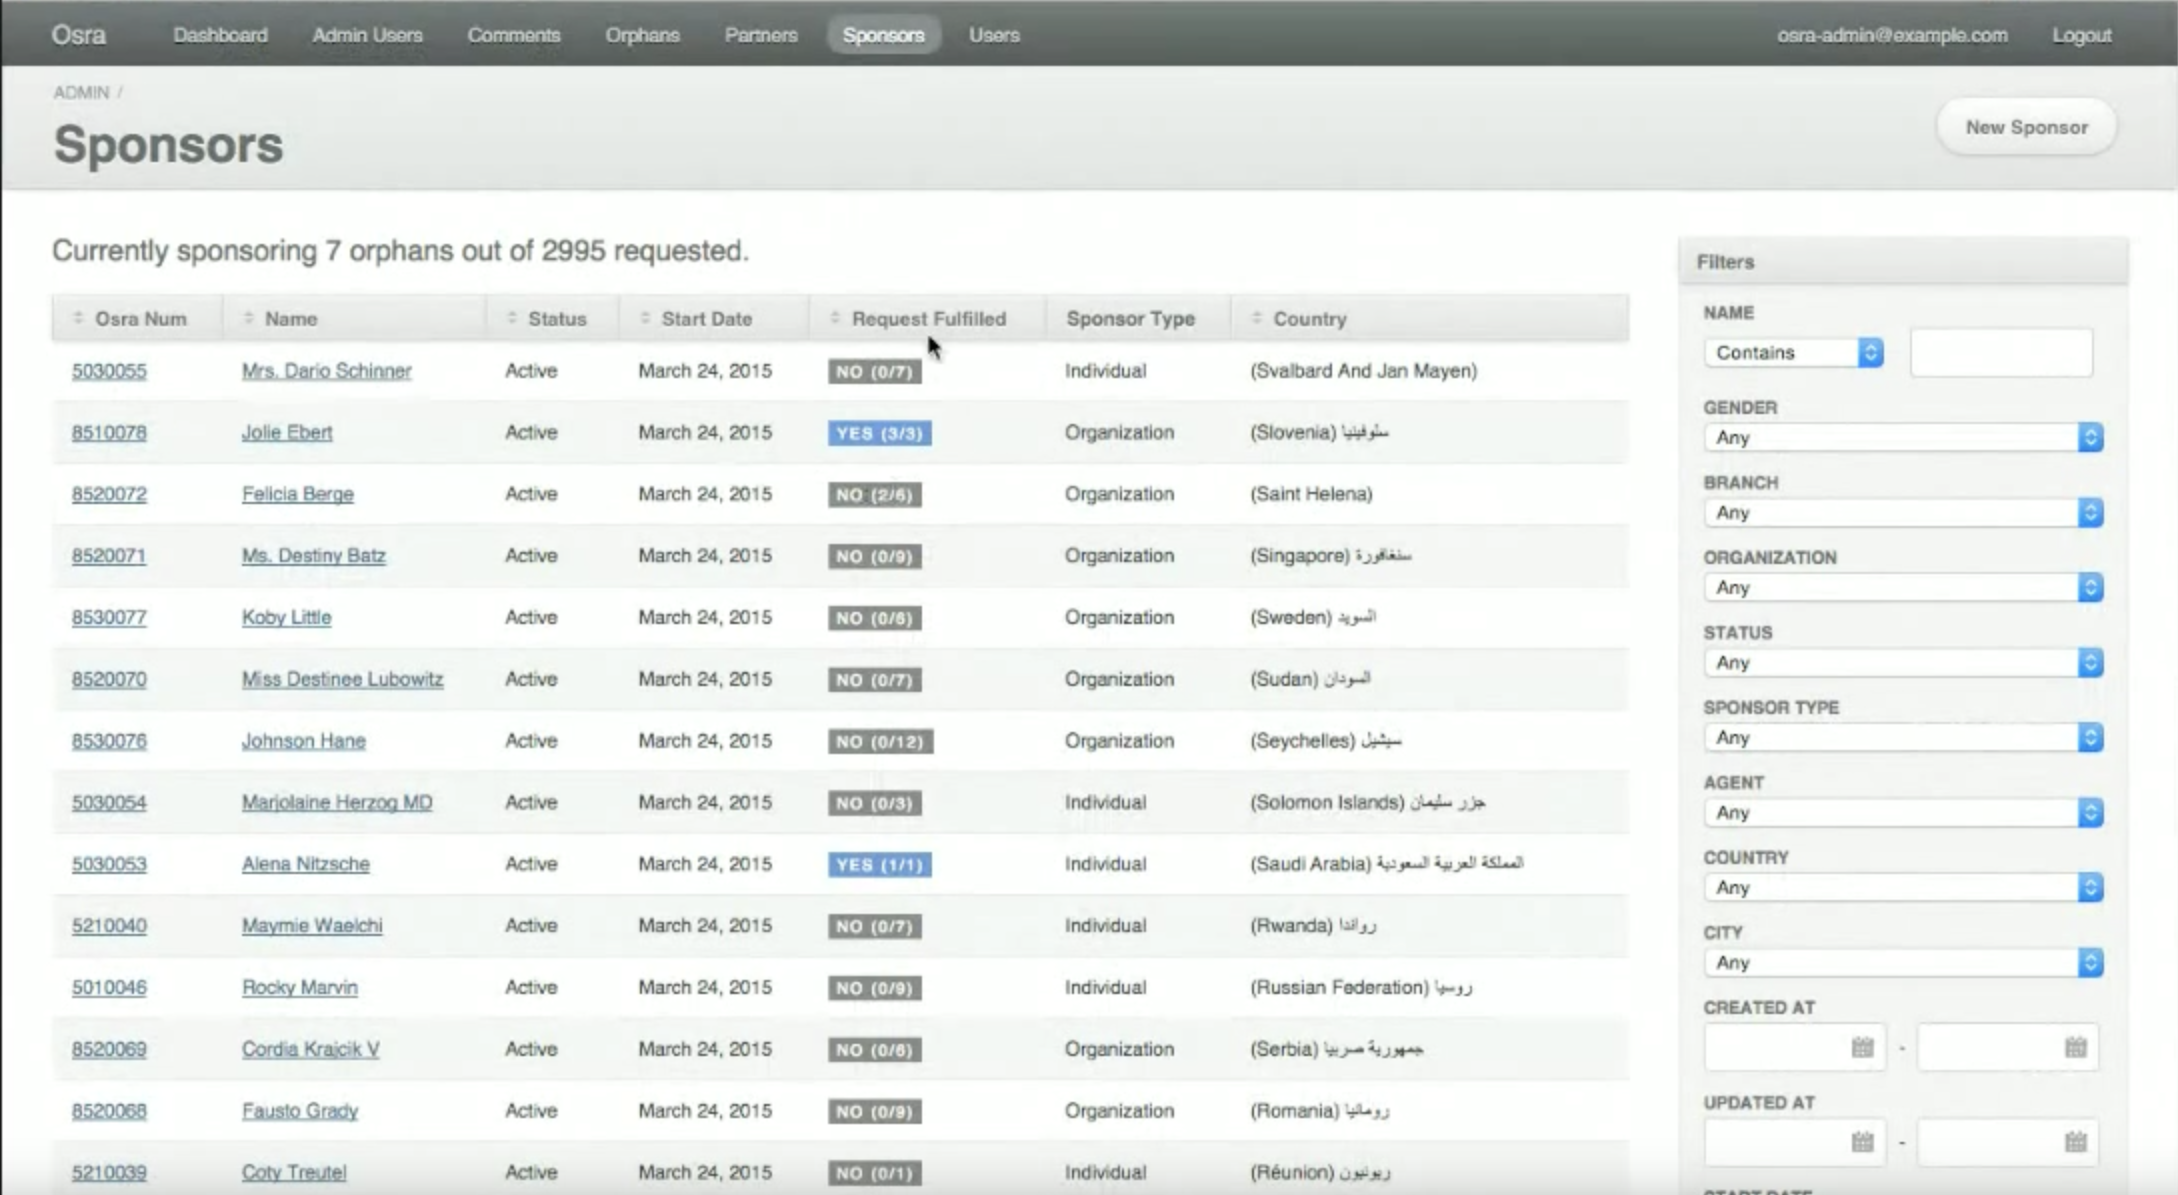 Osra Dashboard Admin Users Comments Orphans Partners Sponsors Users osra-admin@example.com Logout
ADMIN /
Sponsors
New Sponsor
Currently sponsoring 7 orphans out of 2995 requested.
Osra Num Name Status Start Date Request Fulfilled Sponsor Type Country
5030055 Mrs. Dario Schinner Active March 24, 2015 NO (0/7) Individual (Svalbard And Jan Mayen)
8510078 Jolie Ebert Active March 24, 2015 YES (3/3) Organization (Slovenia) سلوفينيا
8520072 Felicia Berge Active March 24, 2015 NO (2/6) Organization (Saint Helena)
8520071 Ms. Destiny Batz Active March 24, 2015 NO (0/9) Organization (Singapore) سنغافورة
8530077 Koby Little Active March 24, 2015 NO (0/6) Organization (Sweden) السويد
8520070 Miss Destinee Lubowitz Active March 24, 2015 NO (0/7) Organization (Sudan) السودان
8530076 Johnson Hane Active March 24, 2015 NO (0/12) Organization (Seychelles) سيشيل
5030054 Marjolaine Herzog MD Active March 24, 2015 NO (0/3) Individual (Solomon Islands) جزر سليمان
5030053 Alena Nitzsche Active March 24, 2015 YES (1/1) Individual (Saudi Arabia) المملكة العربية السعودية
5210040 Maymie Waelchi Active March 24, 2015 NO (0/7) Individual (Rwanda) رواندا
5010046 Rocky Marvin Active March 24, 2015 NO (0/9) Individual (Russian Federation) روسيا
8520069 Cordia Krajcik V Active March 24, 2015 NO (0/6) Organization (Serbia) جمهورية صربيا
8520068 Fausto Grady Active March 24, 2015 NO (0/9) Organization (Romania) رومانيا
5210039 Coty Treutel Active March 24, 2015 NO (0/1) Individual (Réunion) ريونيون
Filters
NAME
Contains
GENDER
Any
BRANCH
Any
ORGANIZATION
Any
STATUS
Any
SPONSOR TYPE
Any
AGENT
Any
COUNTRY
Any
CITY
Any
CREATED AT
-
UPDATED AT
-
START DATE